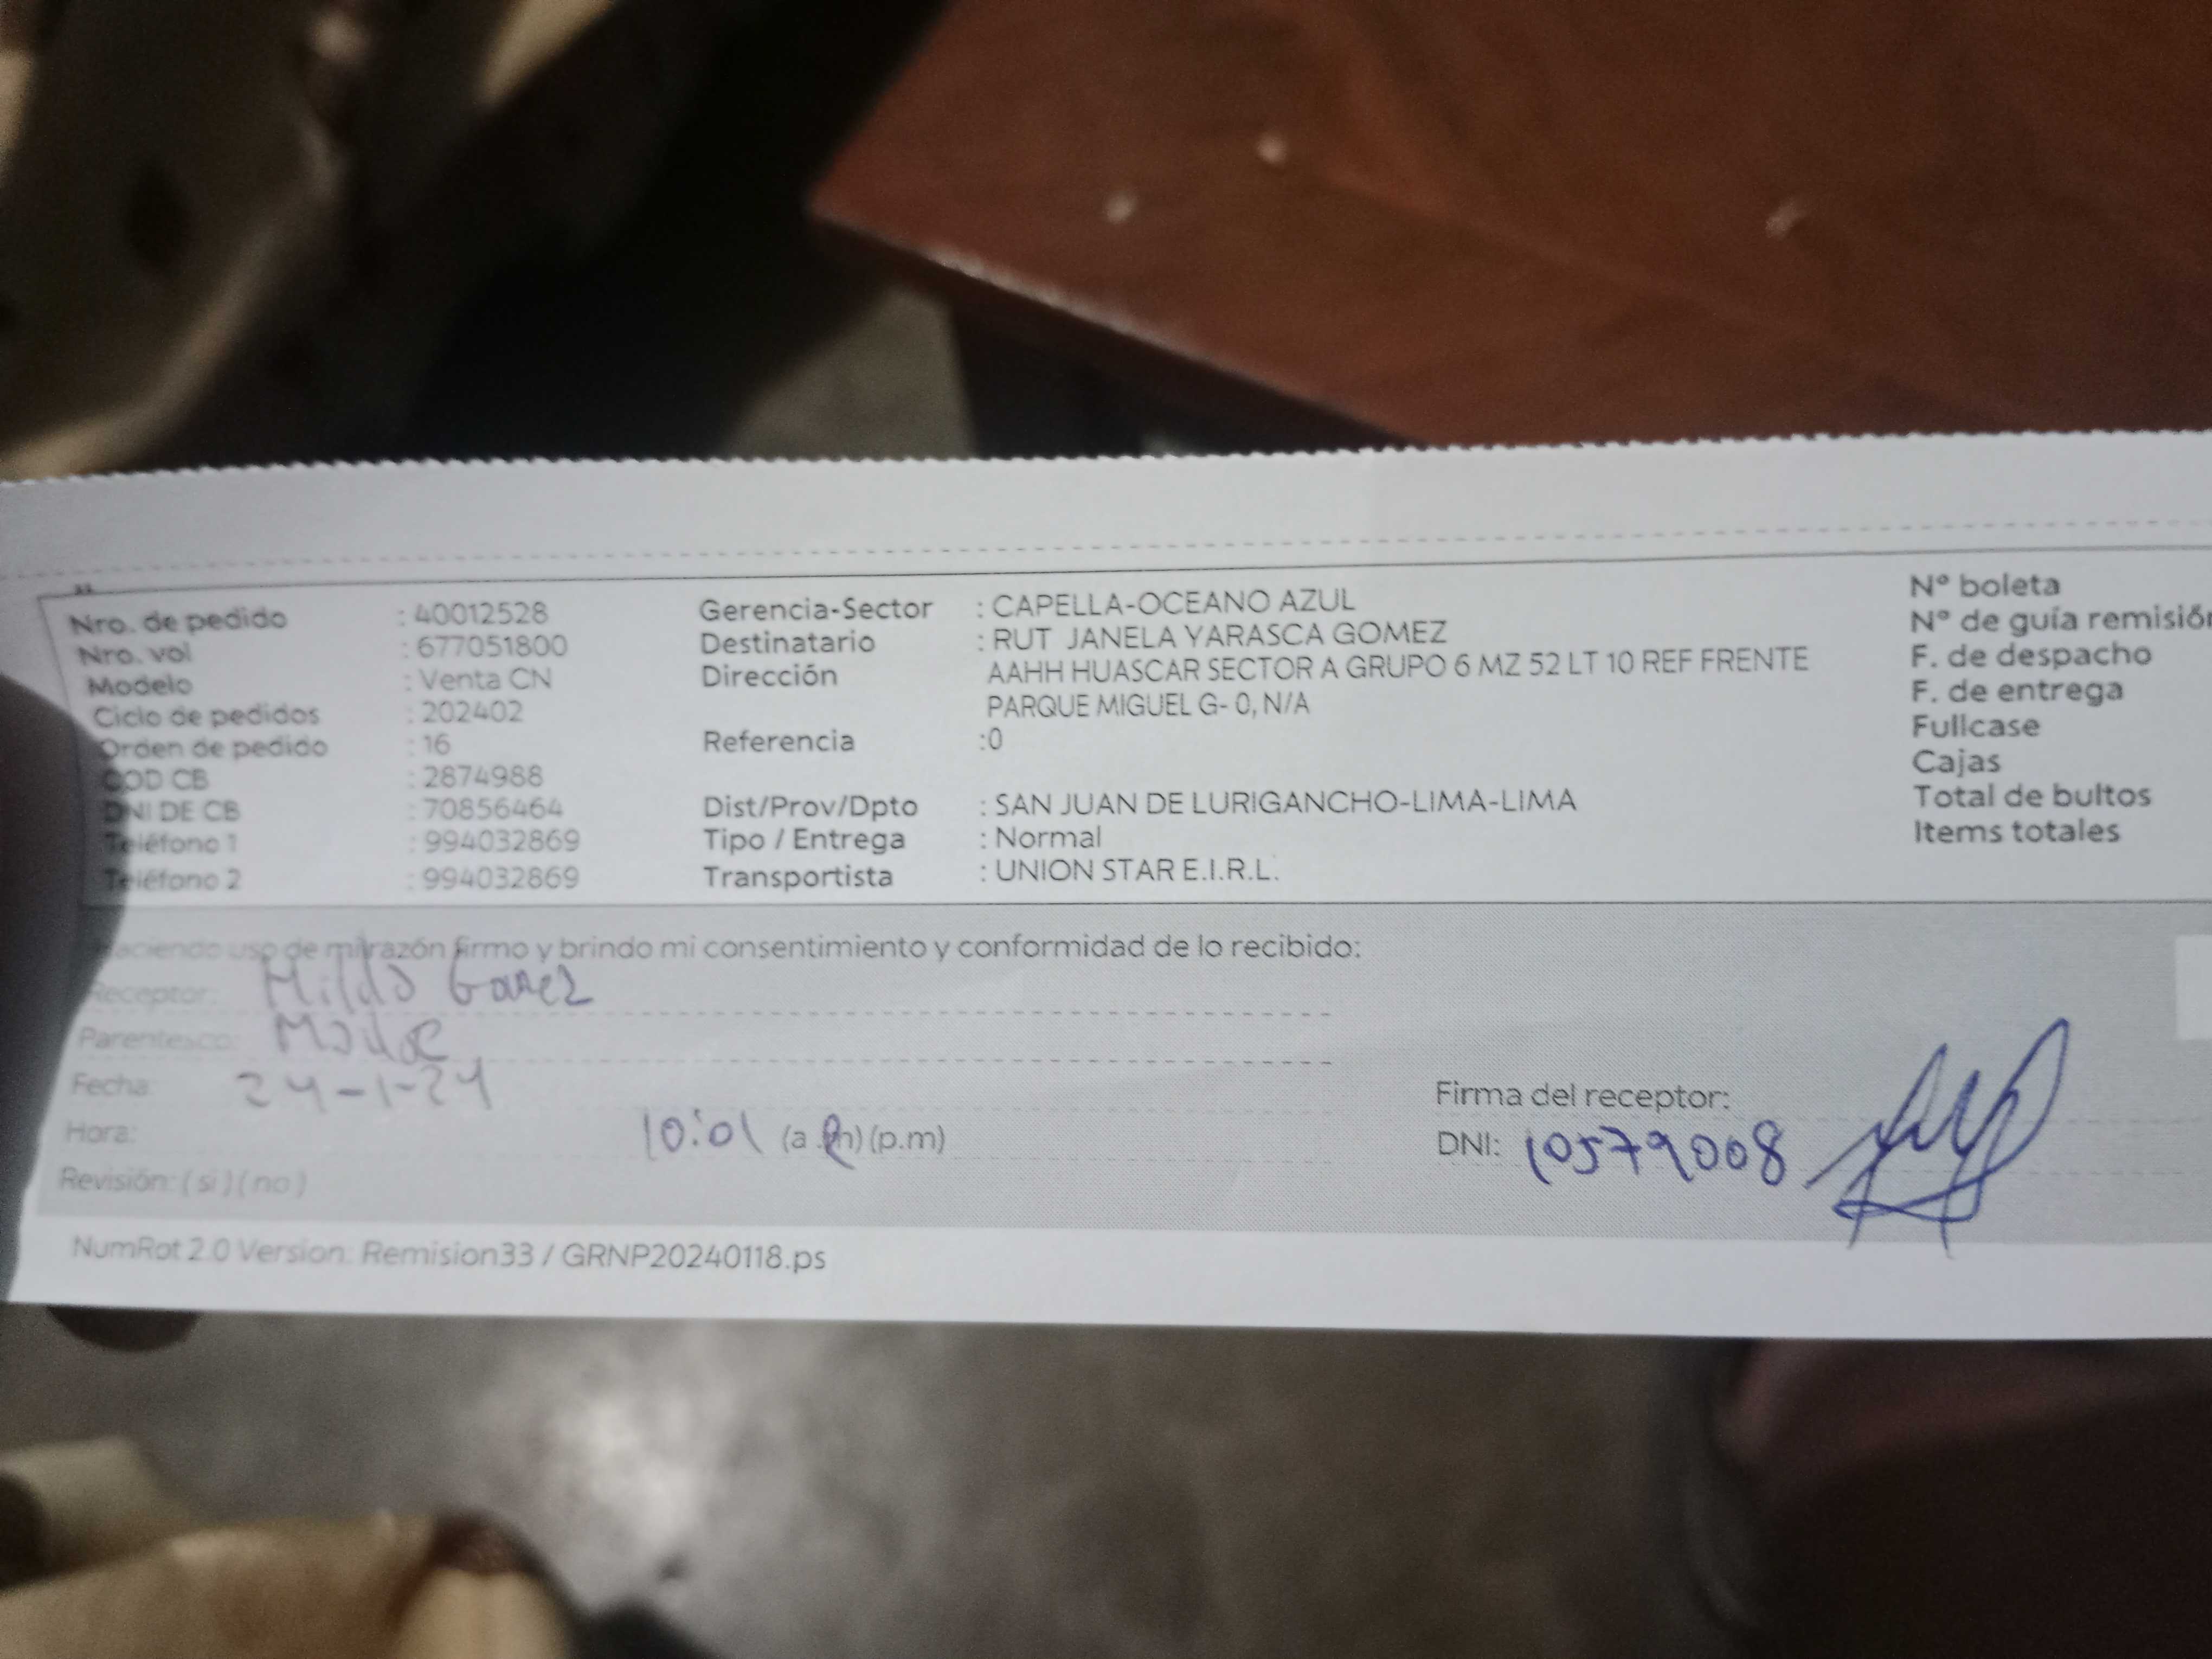 Nro. de pedido : 40012528 Gerencia-Sector : CAPELLA-OCEANO AZUL Nº boleta
Nro. vol : 677051800 Destinatario : RUT JANELA YARASCA GOMEZ Nº de guía remisión
Modelo : Venta CN Dirección AAHH HUASCAR SECTOR A GRUPO 6 MZ 52 LT 10 REF FRENTE F. de despacho
Ciclo de pedidos : 202402 PARQUE MIGUEL G- 0, N/A F. de entrega
Orden de pedido : 16 Referencia :0 Fullcase
COD CB : 2874988 Cajas
DNI DE CB : 70856464 Dist/Prov/Dpto : SAN JUAN DE LURIGANCHO-LIMA-LIMA Total de bultos
Teléfono 1 : 994032869 Tipo / Entrega : Normal Items totales
Teléfono 2 : 994032869 Transportista : UNION STAR E.I.R.L.
Haciendo uso de mi razón firmo y brindo mi consentimiento y conformidad de lo recibido:
Receptor:
Parentesco:
Fecha: 24-1-24
Firma del receptor:
Hora: 10:01 (a.m) (p.m) DNI: 10579008
Revisión: ( si ) ( no )
NumRot 2.0 Version: Remision33 / GRNP20240118.ps